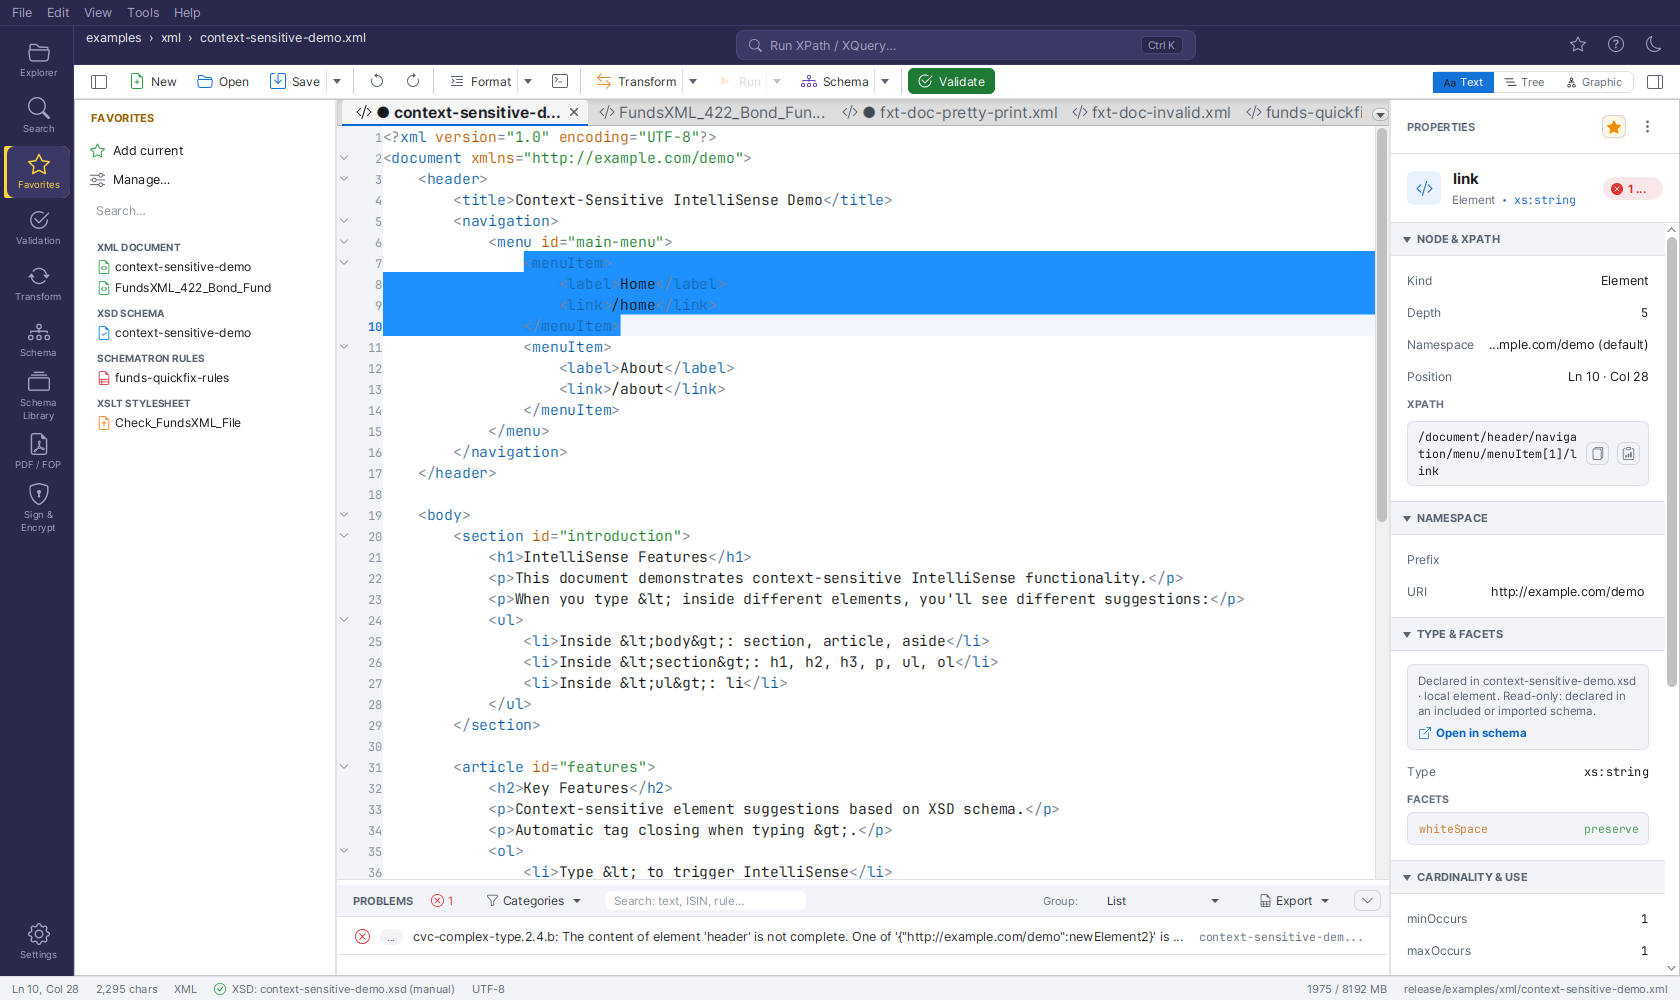 File Edit View Tools Help
examples › xml › context-sensitive-demo.xml
Run XPath / XQuery... Ctrl K
New Open Save Format Transform Run Schema Validate Aa Text Tree Graphic
Explorer
Search
Favorites
Validation
Transform
Schema
Schema
Library
PDF / FOP
Sign &
Encrypt
Settings
FAVORITES
Add current
Manage...
Search...
XML DOCUMENT
context-sensitive-demo
FundsXML_422_Bond_Fund
XSD SCHEMA
context-sensitive-demo
SCHEMATRON RULES
funds-quickfix-rules
XSLT STYLESHEET
Check_FundsXML_File
</> ● context-sensitive-d... × </> FundsXML_422_Bond_Fun... </> ● fxt-doc-pretty-print.xml </> fxt-doc-invalid.xml </> funds-quickfi
1 <?xml version="1.0" encoding="UTF-8"?>
2 <document xmlns="http://example.com/demo">
3 <header>
4 <title>Context-Sensitive IntelliSense Demo</title>
5 <navigation>
6 <menu id="main-menu">
7 <menuItem>
8 <label>Home</label>
9 <link>/home</link>
10 </menuItem>
11 <menuItem>
12 <label>About</label>
13 <link>/about</link>
14 </menuItem>
15 </menu>
16 </navigation>
17 </header>
18
19 <body>
20 <section id="introduction">
21 <h1>IntelliSense Features</h1>
22 <p>This document demonstrates context-sensitive IntelliSense functionality.</p>
23 <p>When you type &lt; inside different elements, you'll see different suggestions:</p>
24 <ul>
25 <li>Inside &lt;body&gt;: section, article, aside</li>
26 <li>Inside &lt;section&gt;: h1, h2, h3, p, ul, ol</li>
27 <li>Inside &lt;ul&gt;: li</li>
28 </ul>
29 </section>
30
31 <article id="features">
32 <h2>Key Features</h2>
33 <p>Context-sensitive element suggestions based on XSD schema.</p>
34 <p>Automatic tag closing when typing &gt;.</p>
35 <ol>
36 <li>Type &lt; to trigger IntelliSense</li>
PROBLEMS 1 Categories Search: text, ISIN, rule... Group: List Export
... cvc-complex-type.2.4.b: The content of element 'header' is not complete. One of '{"http://example.com/demo":newElement2}' is ... context-sensitive-dem...
PROPERTIES
link
Element • xs:string
1 ...
NODE & XPATH
Kind Element
Depth 5
Namespace ...mple.com/demo (default)
Position Ln 10 · Col 28
XPATH
/document/header/naviga
tion/menu/menuItem[1]/l
ink
NAMESPACE
Prefix
URI http://example.com/demo
TYPE & FACETS
Declared in context-sensitive-demo.xsd
· local element. Read-only: declared in
an included or imported schema.
Open in schema
Type xs:string
FACETS
whiteSpace preserve
CARDINALITY & USE
minOccurs 1
maxOccurs 1
Ln 10, Col 28 2,295 chars XML XSD: context-sensitive-demo.xsd (manual) UTF-8 1975 / 8192 MB release/examples/xml/context-sensitive-demo.xml